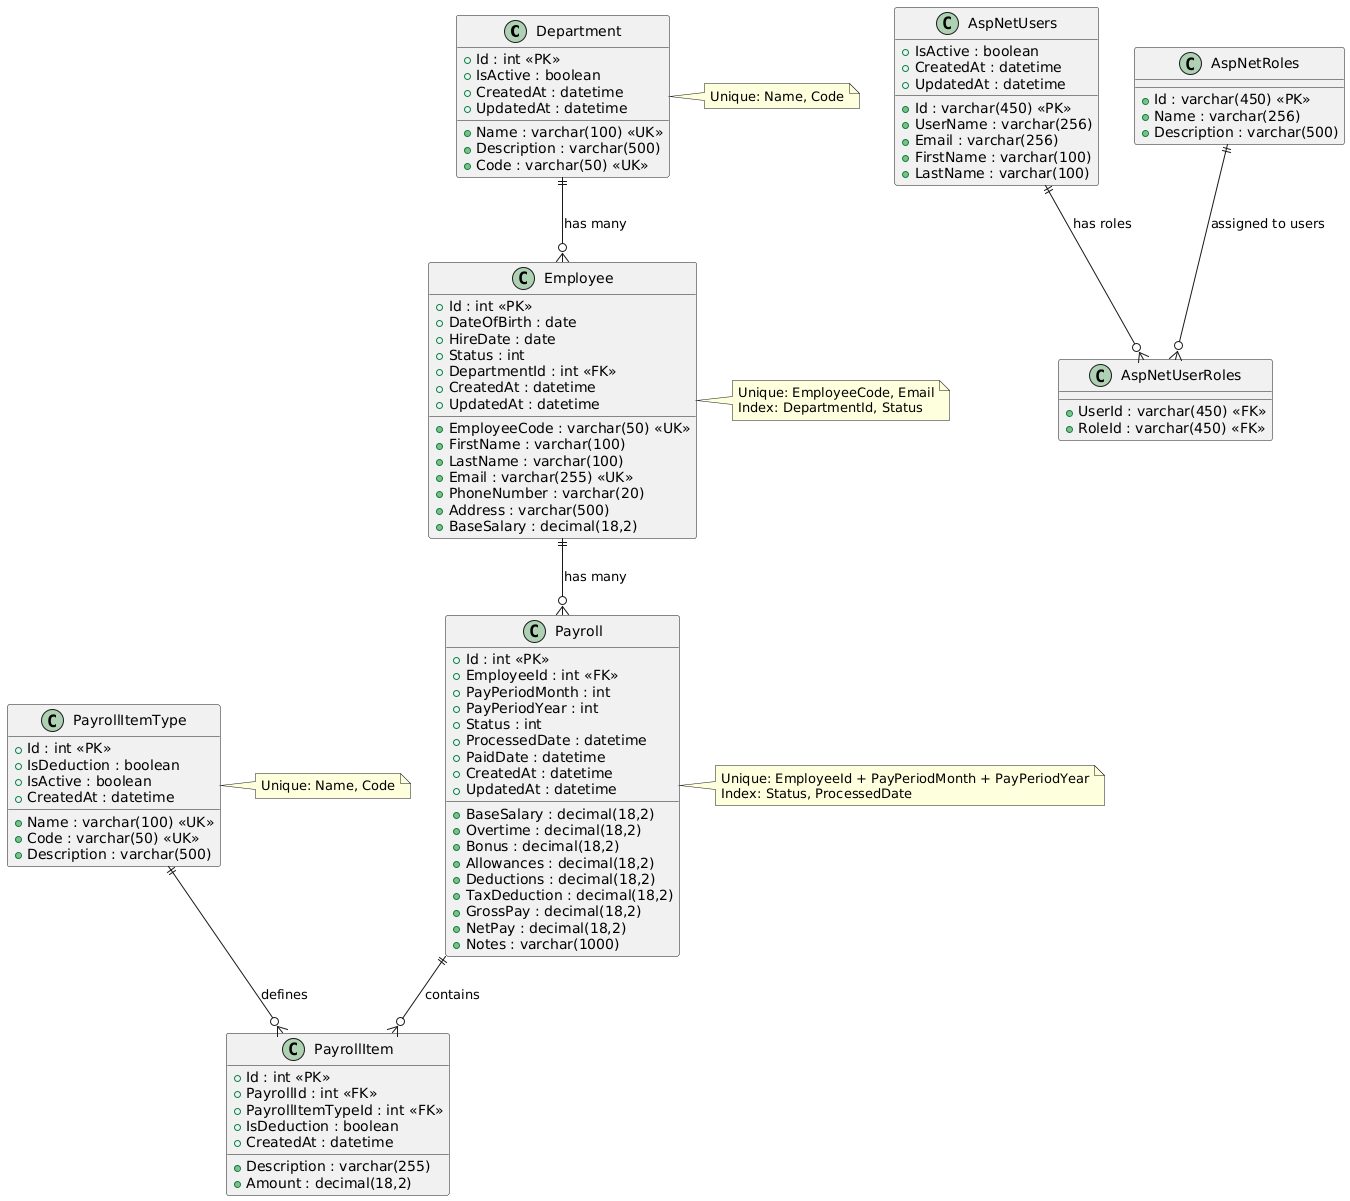 Department
Id : int «PK»
IsActive : boolean
CreatedAt : datetime
UpdatedAt : datetime
Name : varchar(100) «UK»
Description : varchar(500)
Code : varchar(50) «UK»
Unique: Name, Code
AspNetUsers
IsActive : boolean
CreatedAt : datetime
UpdatedAt : datetime
Id : varchar(450) «PK»
UserName : varchar(256)
Email : varchar(256)
FirstName : varchar(100)
LastName : varchar(100)
AspNetRoles
Id : varchar(450) «PK»
Name : varchar(256)
Description : varchar(500)
has many
has roles
assigned to users
Employee
Id : int «PK»
DateOfBirth : date
HireDate : date
Status : int
DepartmentId : int «FK»
CreatedAt : datetime
UpdatedAt : datetime
EmployeeCode : varchar(50) «UK»
FirstName : varchar(100)
LastName : varchar(100)
Email : varchar(255) «UK»
PhoneNumber : varchar(20)
Address : varchar(500)
BaseSalary : decimal(18,2)
Unique: EmployeeCode, Email
Index: DepartmentId, Status
AspNetUserRoles
UserId : varchar(450) «FK»
RoleId : varchar(450) «FK»
has many
Payroll
Id : int «PK»
EmployeeId : int «FK»
PayPeriodMonth : int
PayPeriodYear : int
Status : int
ProcessedDate : datetime
PaidDate : datetime
CreatedAt : datetime
UpdatedAt : datetime
BaseSalary : decimal(18,2)
Overtime : decimal(18,2)
Bonus : decimal(18,2)
Allowances : decimal(18,2)
Deductions : decimal(18,2)
TaxDeduction : decimal(18,2)
GrossPay : decimal(18,2)
NetPay : decimal(18,2)
Notes : varchar(1000)
Unique: EmployeeId + PayPeriodMonth + PayPeriodYear
Index: Status, ProcessedDate
PayrollItemType
Id : int «PK»
IsDeduction : boolean
IsActive : boolean
CreatedAt : datetime
Name : varchar(100) «UK»
Code : varchar(50) «UK»
Description : varchar(500)
Unique: Name, Code
defines
contains
PayrollItem
Id : int «PK»
PayrollId : int «FK»
PayrollItemTypeId : int «FK»
IsDeduction : boolean
CreatedAt : datetime
Description : varchar(255)
Amount : decimal(18,2)